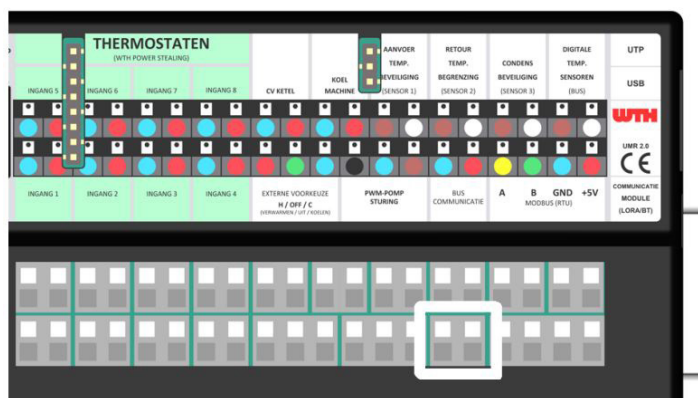 THERMOSTATEN
(WTH POWER STEALING)
INGANG 5
INGANG 6
INGANG 7
INGANG 8
CV KETEL
KOEL
MACHINE
AANVOER
TEMP.
BEVEILIGING
(SENSOR 1)
RETOUR
TEMP.
BEGRENZING
(SENSOR 2)
CONDENS
BEVEILIGING
(SENSOR 3)
DIGITALE
TEMP.
SENSOREN
(BUS)
UTP
USB
WTH
UMR 2.0
CE
INGANG 1
INGANG 2
INGANG 3
INGANG 4
EXTERNE VOORKEUZE
H / OFF / C
(VERWARMEN / UIT / KOELEN)
PWM-POMP
STURING
BUS
COMMUNICATIE
A B GND +5V
MODBUS (RTU)
COMMUNICATIE
MODULE
(LORA/BT)